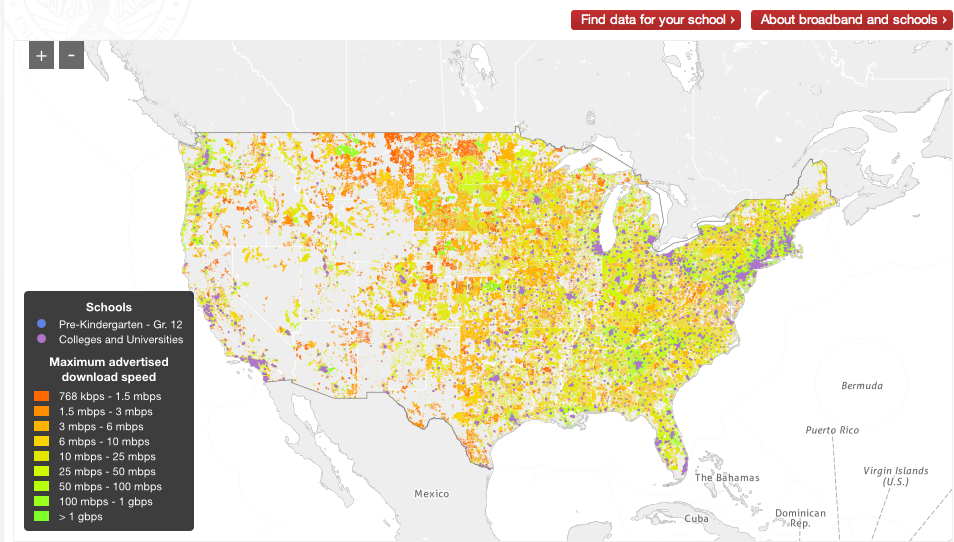 Find data for your school ›
About broadband and schools ›
+
-
Schools
Pre-Kindergarten - Gr. 12
Colleges and Universities
Maximum advertised
download speed
768 kbps - 1.5 mbps
1.5 mbps - 3 mbps
3 mbps - 6 mbps
6 mbps - 10 mbps
10 mbps - 25 mbps
25 mbps - 50 mbps
50 mbps - 100 mbps
100 mbps - 1 gbps
> 1 gbps
Bermuda
Puerto Rico
Virgin Islands
(U.S.)
The Bahamas
Mexico
Cuba
Dominican
Rep.